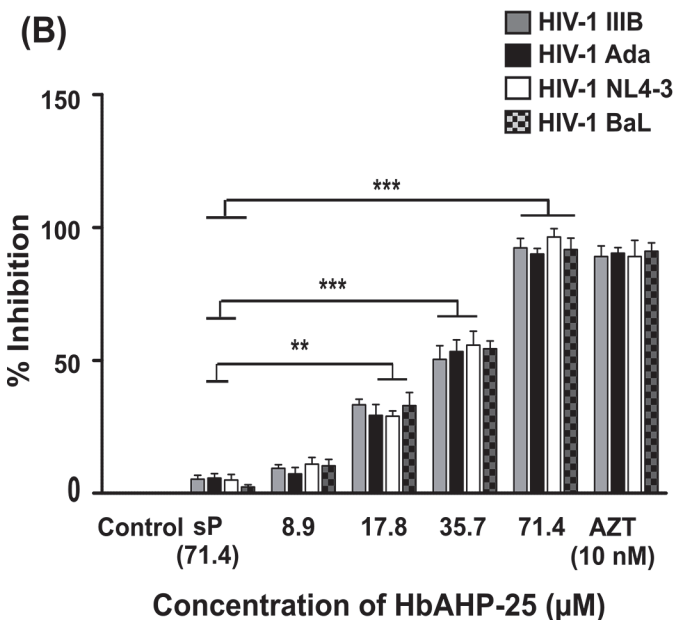 (B)
HIV-1 IIIB
HIV-1 Ada
HIV-1 NL4-3
HIV-1 BaL
150
100
50
0
% Inhibition
***
***
**
Control sP 8.9 17.8 35.7 71.4 AZT
(71.4) (10 nM)
Concentration of HbAHP-25 (µM)